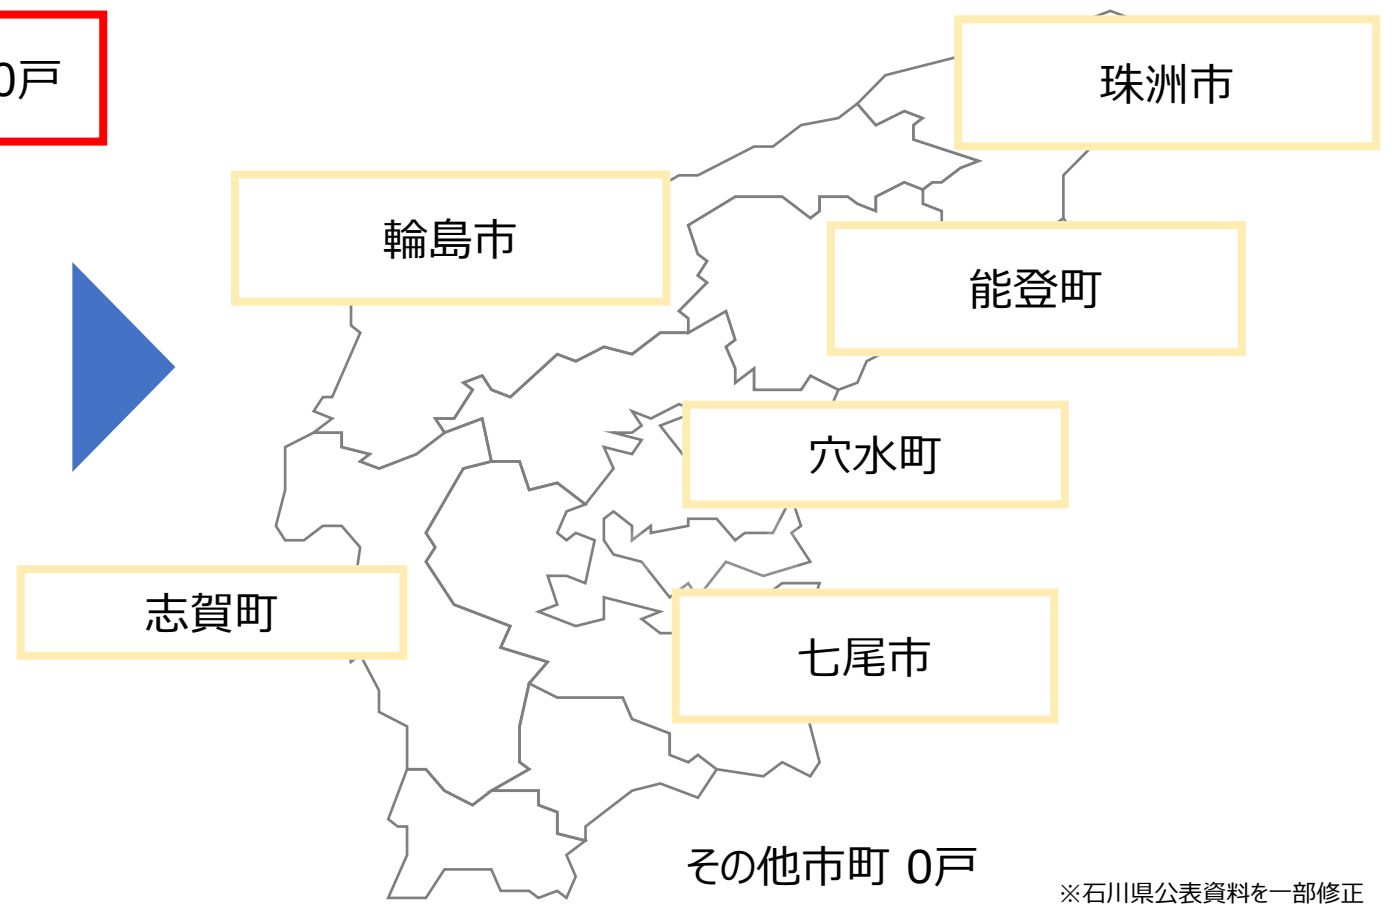 0戸
珠洲市
輪島市
能登町
穴水町
志賀町
七尾市
その他市町 0戸
※石川県公表資料を一部修正